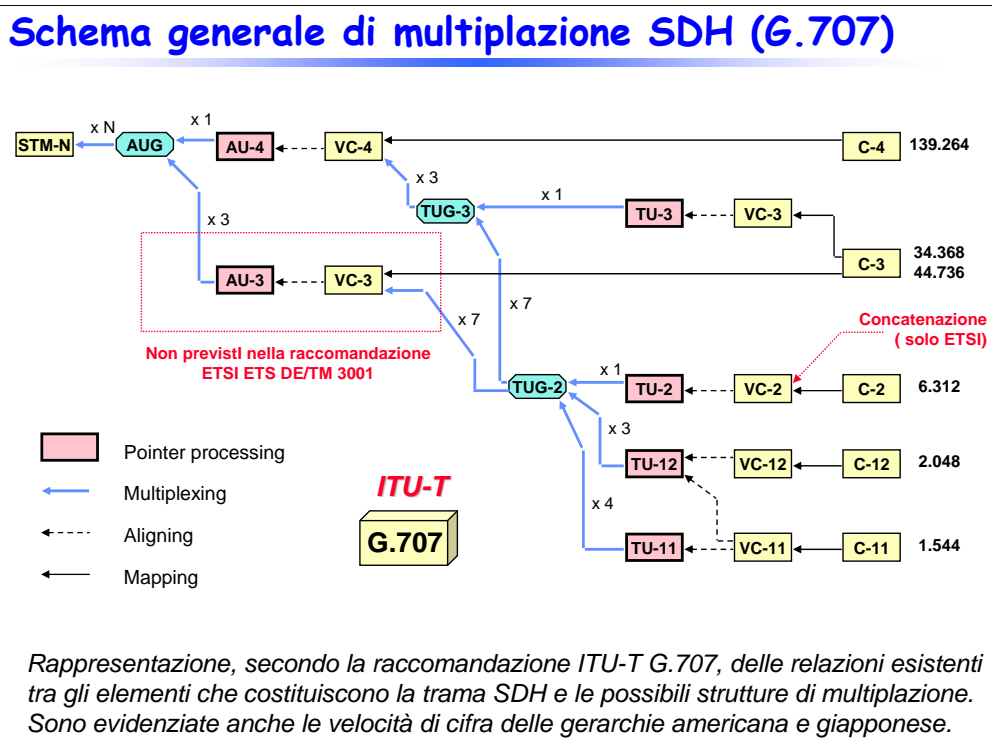 Schema generale di multiplazione SDH (G.707)
x N
x 1
STM-N
AUG
AU-4
VC-4
C-4
139.264
x 3
x 1
TUG-3
TU-3
VC-3
x 3
C-3
34.368
44.736
AU-3
VC-3
x 7
x 7
Concatenazione
( solo ETSI)
Non previstI nella raccomandazione
ETSI ETS DE/TM 3001
x 1
TUG-2
TU-2
VC-2
C-2
6.312
x 3
Pointer processing
TU-12
VC-12
C-12
2.048
Multiplexing
ITU-T
x 4
Aligning
G.707
TU-11
VC-11
C-11
1.544
Mapping
Rappresentazione, secondo la raccomandazione ITU-T G.707, delle relazioni esistenti
tra gli elementi che costituiscono la trama SDH e le possibili strutture di multiplazione.
Sono evidenziate anche le velocità di cifra delle gerarchie americana e giapponese.